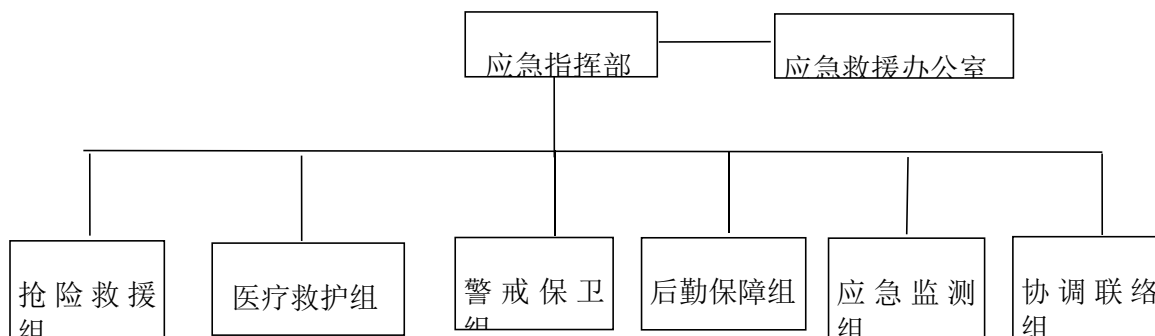 应急指挥部
应急救援办公室
抢险救援
组
医疗救护组
警戒保卫
组
后勤保障组
应急监测
组
协调联络
组